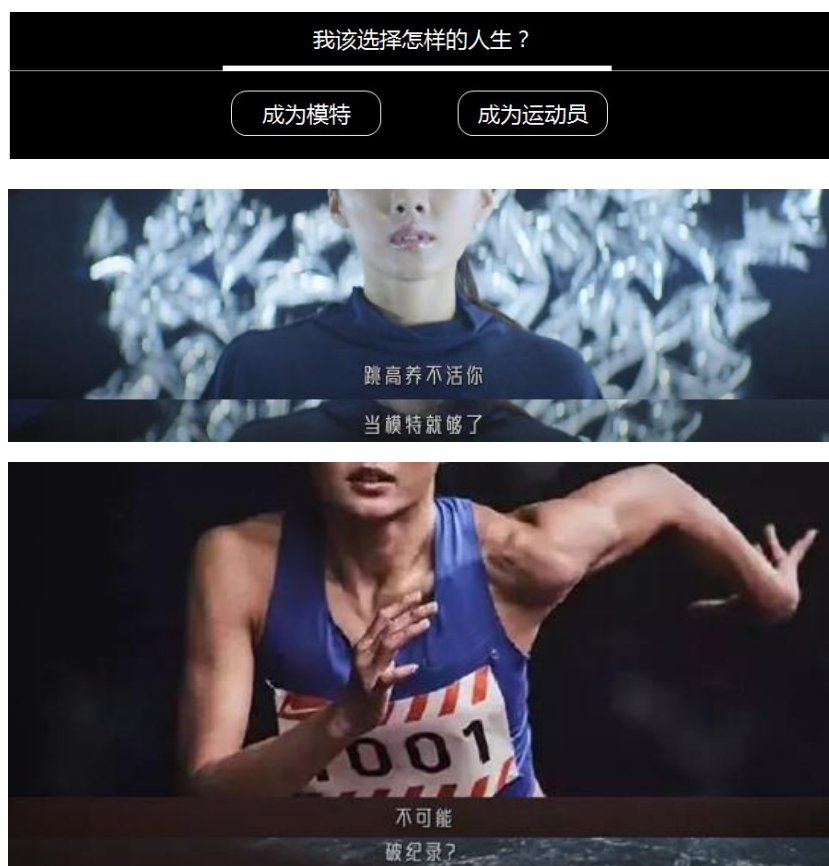 我该选择怎样的人生？
成为模特
成为运动员
跳高养不活你
当模特就够了
1001
不可能
破纪录?